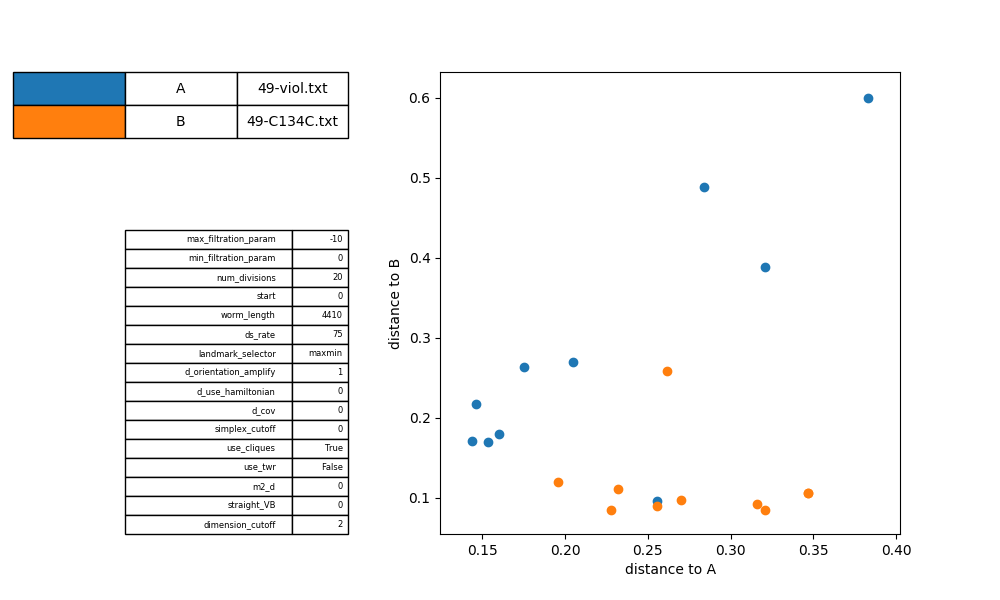 A 49-viol.txt
B 49-C134C.txt
max_filtration_param -10
min_filtration_param 0
num_divisions 20
start 0
worm_length 4410
ds_rate 75
landmark_selector maxmin
d_orientation_amplify 1
d_use_hamiltonian 0
d_cov 0
simplex_cutoff 0
use_cliques True
use_twr False
m2_d 0
straight_VB 0
dimension_cutoff 2
distance to B
0.6
0.5
0.4
0.3
0.2
0.1
0.15 0.20 0.25 0.30 0.35 0.40
distance to A